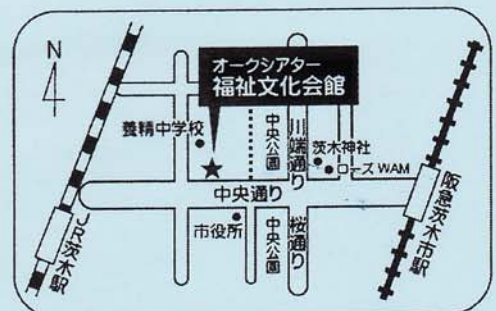 N
オークシアター
福祉文化会館
養精中学校
中央公園
川端通り
茨木神社
ローズ WAM
中央通り
市役所
中央公園
桜通り
JR茨木駅
阪急茨木市駅